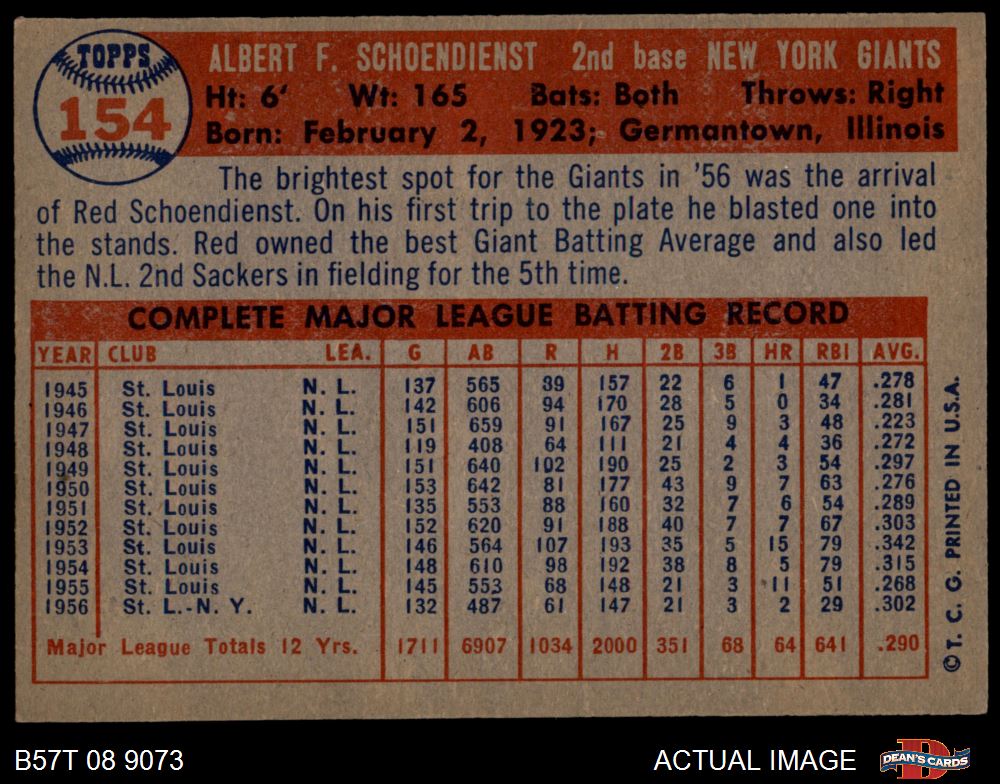 TOPPS
154
ALBERT F. SCHOENDIENST 2nd base NEW YORK GIANTS
Ht: 6' Wt: 165 Bats: Both Throws: Right
Born: February 2, 1923; Germantown, Illinois
The brightest spot for the Giants in '56 was the arrival
of Red Schoendienst. On his first trip to the plate he blasted one into
the stands. Red owned the best Giant Batting Average and also led
the N.L. 2nd Sackers in fielding for the 5th time.
COMPLETE MAJOR LEAGUE BATTING RECORD
YEAR CLUB LEA. G AB R H 2B 3B HR RBI AVG.
1945 St. Louis N. L. 137 565 89 157 22 6 1 47 .278
1946 St. Louis N. L. 142 606 94 170 28 5 0 34 .281
1947 St. Louis N. L. 151 659 91 167 25 9 3 48 .223
1948 St. Louis N. L. 119 408 64 111 21 4 4 36 .272
1949 St. Louis N. L. 151 640 102 190 25 2 3 54 .297
1950 St. Louis N. L. 153 642 81 177 43 9 7 63 .276
1951 St. Louis N. L. 135 553 88 160 32 7 6 54 .289
1952 St. Louis N. L. 152 620 91 188 40 7 7 67 .303
1953 St. Louis N. L. 146 564 107 193 35 5 15 79 .342
1954 St. Louis N. L. 148 610 98 192 38 8 5 79 .315
1955 St. Louis N. L. 145 553 68 148 21 3 11 51 .268
1956 St. L.-N. Y. N. L. 132 487 61 147 21 3 2 29 .302
Major League Totals 12 Yrs. 1711 6907 1034 2000 351 68 64 641 .290
© T. C. G. PRINTED IN U.S.A.
B57T 08 9073
ACTUAL IMAGE
D
DEAN'S CARDS